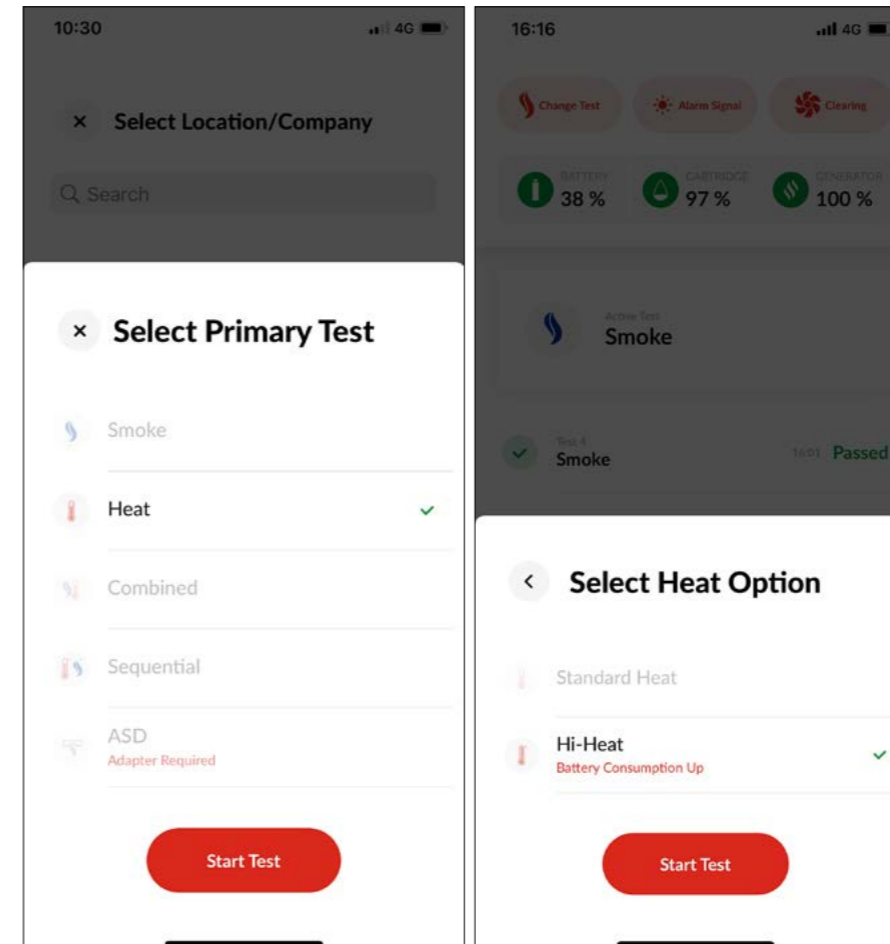 10:30
4G
× Select Location/Company
Search
× Select Primary Test
Smoke
Heat
Combined
Sequential
ASD
Adapter Required
Start Test
16:16
4G
Change Test
Alarm Signal
Clearing
BATTERY
38 %
CARTRIDGE
97 %
GENERATOR
100 %
Active Test
Smoke
Test 4
Smoke
16:01 Passed
< Select Heat Option
Standard Heat
Hi-Heat
Battery Consumption Up
Start Test